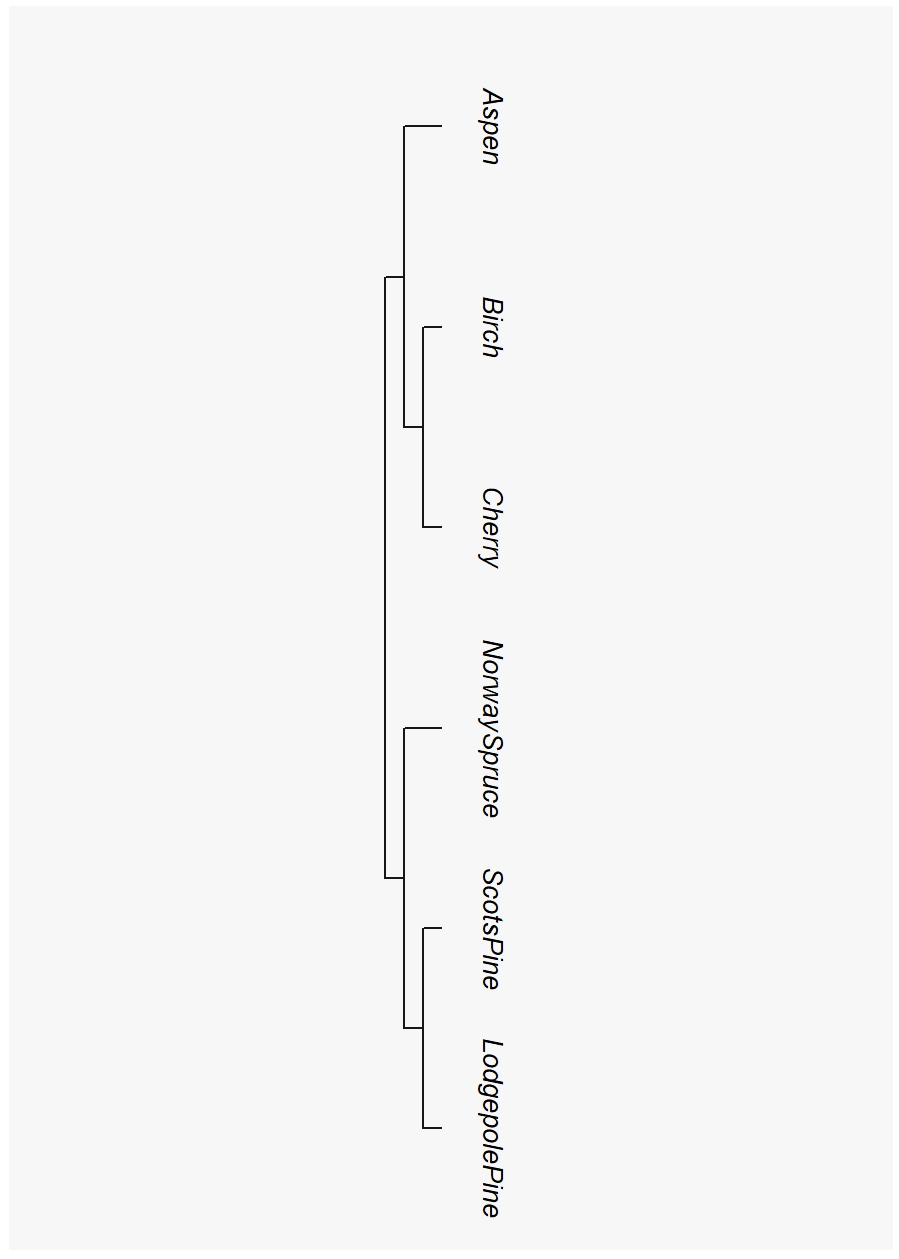 Aspen
Birch
Cherry
NorwaySpruce
ScotsPine
LodgepolePine